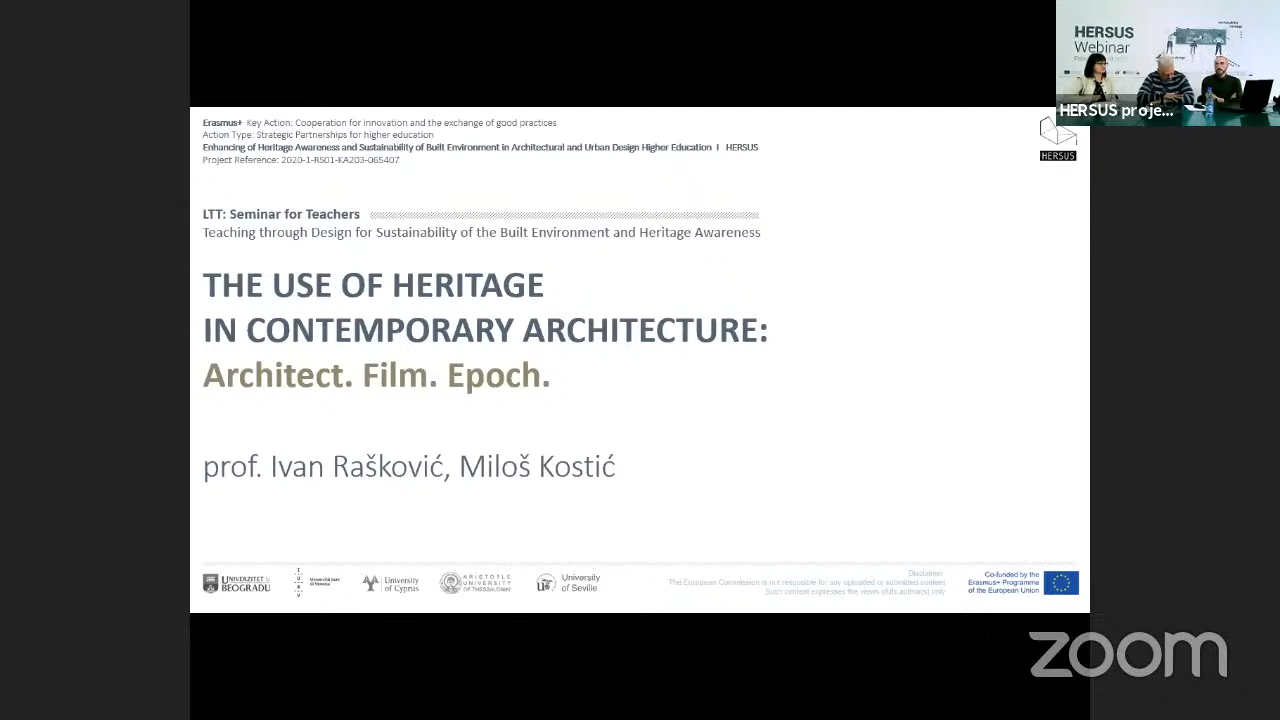 Erasmus+ Key Action: Cooperation for innovation and the exchange of good practices
Action Type: Strategic Partnerships for higher education
Enhancing of Heritage Awareness and Sustainability of Built Environment in Architectural and Urban Design Higher Education I HERSUS
Project Reference: 2020-1-RS01-KA203-065407
HERSUS
LTT: Seminar for Teachers
Teaching through Design for Sustainability of the Built Environment and Heritage Awareness
THE USE OF HERITAGE
IN CONTEMPORARY ARCHITECTURE:
Architect. Film. Epoch.
prof. Ivan Rašković, Miloš Kostić
UNIVERZITET U
BEOGRADU
University
of Cyprus
ARISTOTLE
UNIVERSITY
OF THESSALONIKI
us
University
of Seville
Disclaimer
The European Commission is not resposible for any uploaded or submitted content
Such content expresses the views of its author(s) only
Co-funded by the
Erasmus+ Programme
of the European Union
HERSUS
Webinar
HERSUS proje...
zoom